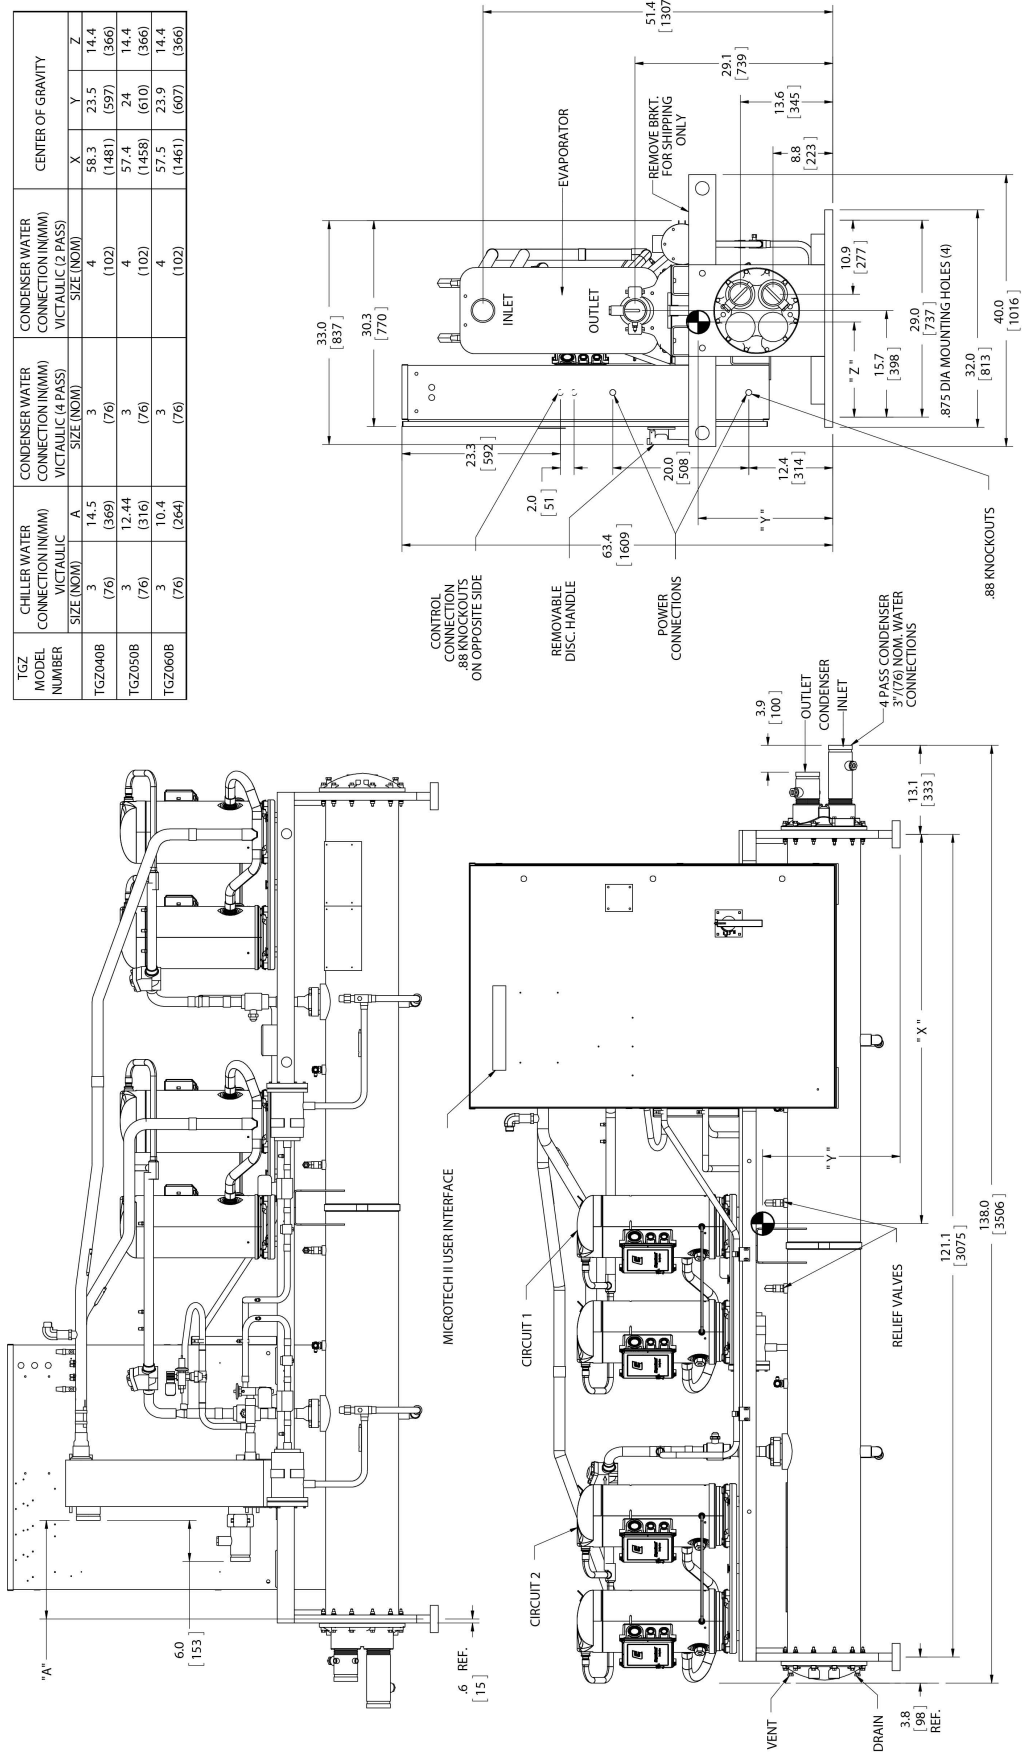 TGZ
MODEL
NUMBER
CHILLER WATER
CONNECTION IN(MM)
VICTAULIC
CONDENSER WATER
CONNECTION IN(MM)
VICTAULIC (4 PASS)
CONDENSER WATER
CONNECTION IN(MM)
VICTAULIC (2 PASS)
CENTER OF GRAVITY
SIZE (NOM) A SIZE (NOM) SIZE (NOM) X Y Z
TGZ040B 3 14.5 3 4 58.3 23.5 14.4
(76) (369) (76) (102) (1481) (597) (366)
TGZ050B 3 12.44 3 4 57.4 24 14.4
(76) (316) (76) (102) (1458) (610) (366)
TGZ060B 3 10.4 3 4 57.5 23.9 14.4
(76) (264) (76) (102) (1461) (607) (366)
"A"
6.0
[153]
.6 REF.
[15]
33.0
[837]
30.3
[770]
51.4
[1307
29.1
[739]
13.6
[345]
8.8
[223]
EVAPORATOR
INLET
OUTLET
REMOVE BRKT.
FOR SHIPPING
ONLY
23.3
[592]
2.0
[51]
20.0
[508]
12.4
[314]
63.4
[1609]
"Y"
"Z"
10.9
[277]
15.7
[398]
29.0
[737]
.875 DIA MOUNTING HOLES (4)
32.0
[813]
40.0
[1016]
CONTROL
CONNECTION
.88 KNOCKOUTS
ON OPPOSITE SIDE
REMOVABLE
DISC. HANDLE
POWER
CONNECTIONS
.88 KNOCKOUTS
MICROTECH II USER INTERFACE
CIRCUIT 1
CIRCUIT 2
VENT
DRAIN
3.8
[98]
REF.
RELIEF VALVES
"Y"
"X"
121.1
[3075]
138.0
[3506]
13.1
[333]
3.9
[100]
OUTLET
CONDENSER
INLET
4 PASS CONDENSER
3"/(76) NOM. WATER
CONNECTIONS